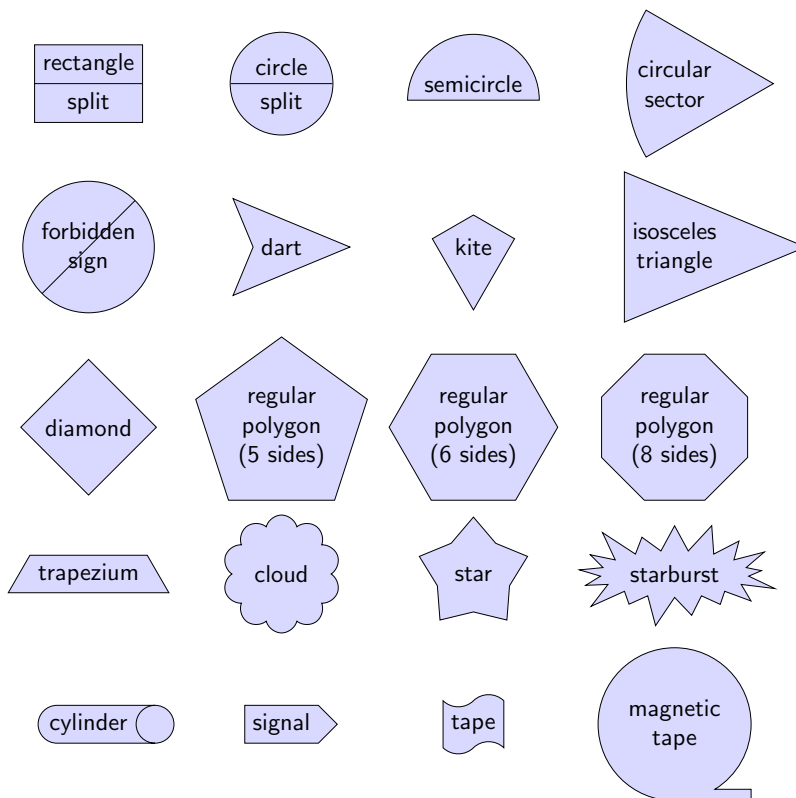 rectangle
split
circle
split
semicircle
circular
sector
forbidden
sign
dart
kite
isosceles
triangle
diamond
regular
polygon
(5 sides)
regular
polygon
(6 sides)
regular
polygon
(8 sides)
trapezium
cloud
star
starburst
cylinder
signal
tape
magnetic
tape